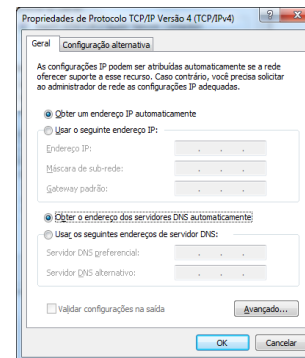 Propriedades de Protocolo TCP/IP Versão 4 (TCP/IPv4)
Geral
Configuração alternativa
As configurações IP podem ser atribuídas automaticamente se a rede
oferecer suporte a esse recurso. Caso contrário, você precisa solicitar
ao administrador de rede as configurações IP adequadas.
Obter um endereço IP automaticamente
Usar o seguinte endereço IP:
Endereço IP:
Máscara de sub-rede:
Gateway padrão:
Obter o endereço dos servidores DNS automaticamente
Usar os seguintes endereços de servidor DNS:
Servidor DNS preferencial:
Servidor DNS alternativo:
Validar configurações na saída
Avançado...
OK
Cancelar